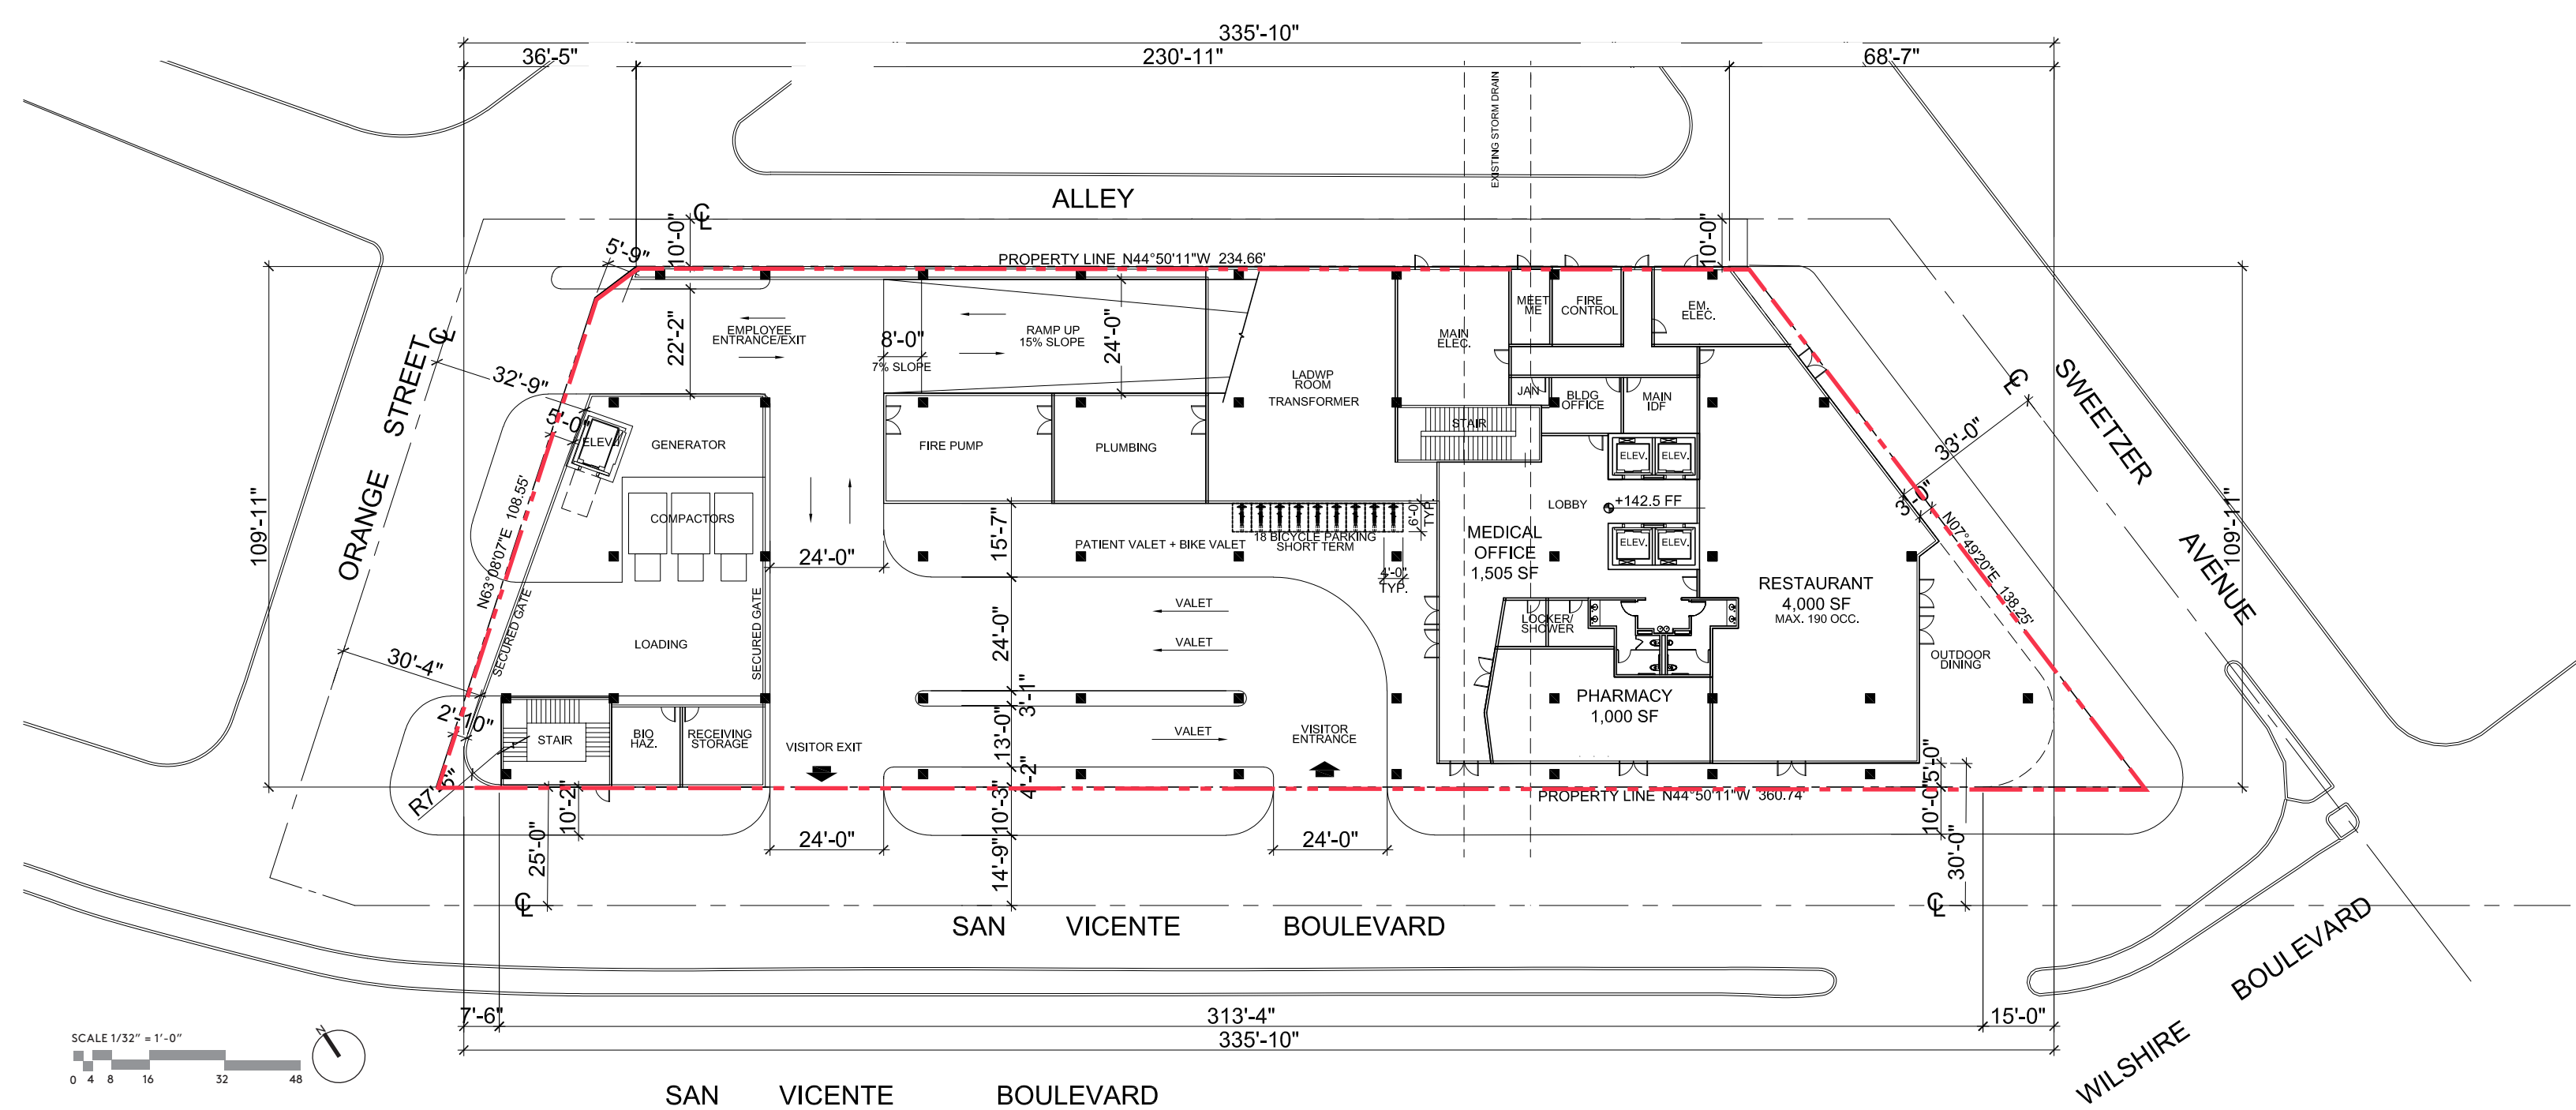 335'-10"
36'-5"
230'-11"
68'-7"
EXISTING STORM DRAIN
ALLEY
℄
10'-0"
10'-0"
5'-9"
PROPERTY LINE N44°50'11"W 234.66'
109'-11"
109'-11"
ORANGE STREET
℄
32'-9"
5'-0"
N63°08'07"E 108.55'
30'-4"
2'-10"
R7'-6"
22'-2"
EMPLOYEE
ENTRANCE/EXIT
8'-0"
7% SLOPE
RAMP UP
15% SLOPE
24'-0"
LADWP
ROOM
TRANSFORMER
MAIN
ELEC.
MEET
ME
FIRE
CONTROL
EM.
ELEC.
JAN
BLDG
OFFICE
MAIN
IDF
STAIR
ELEV.
GENERATOR
FIRE PUMP
PLUMBING
ELEV.
ELEV.
COMPACTORS
LOBBY
+142.5 FF
6'-0"
TYP.
MEDICAL
OFFICE
1,505 SF
ELEV.
ELEV.
PATIENT VALET + BIKE VALET
18 BICYCLE PARKING
SHORT TERM
15'-7"
24'-0"
4'-0"
TYP.
SECURED GATE
SECURED GATE
LOADING
VALET
VALET
24'-0"
RESTAURANT
4,000 SF
MAX. 190 OCC.
LOCKER/
SHOWER
OUTDOOR
DINING
PHARMACY
1,000 SF
3'-1"
13'-0"
4'-2"
10'-3"
14'-9"
STAIR
BIO
HAZ.
RECEIVING
STORAGE
VISITOR EXIT
VALET
VISITOR
ENTRANCE
SWEETZER AVENUE
℄
33'-0"
3'-0"
N07°49'20"E 138.25'
PROPERTY LINE N44°50'11"W 360.74'
10'-2"
25'-0"
24'-0"
24'-0"
5'-0"
10'-0"
30'-0"
℄
℄
SAN VICENTE BOULEVARD
WILSHIRE BOULEVARD
7'-6"
313'-4"
15'-0"
335'-10"
SCALE 1/32" = 1'-0"
0 4 8 16 32 48
N
SAN VICENTE BOULEVARD